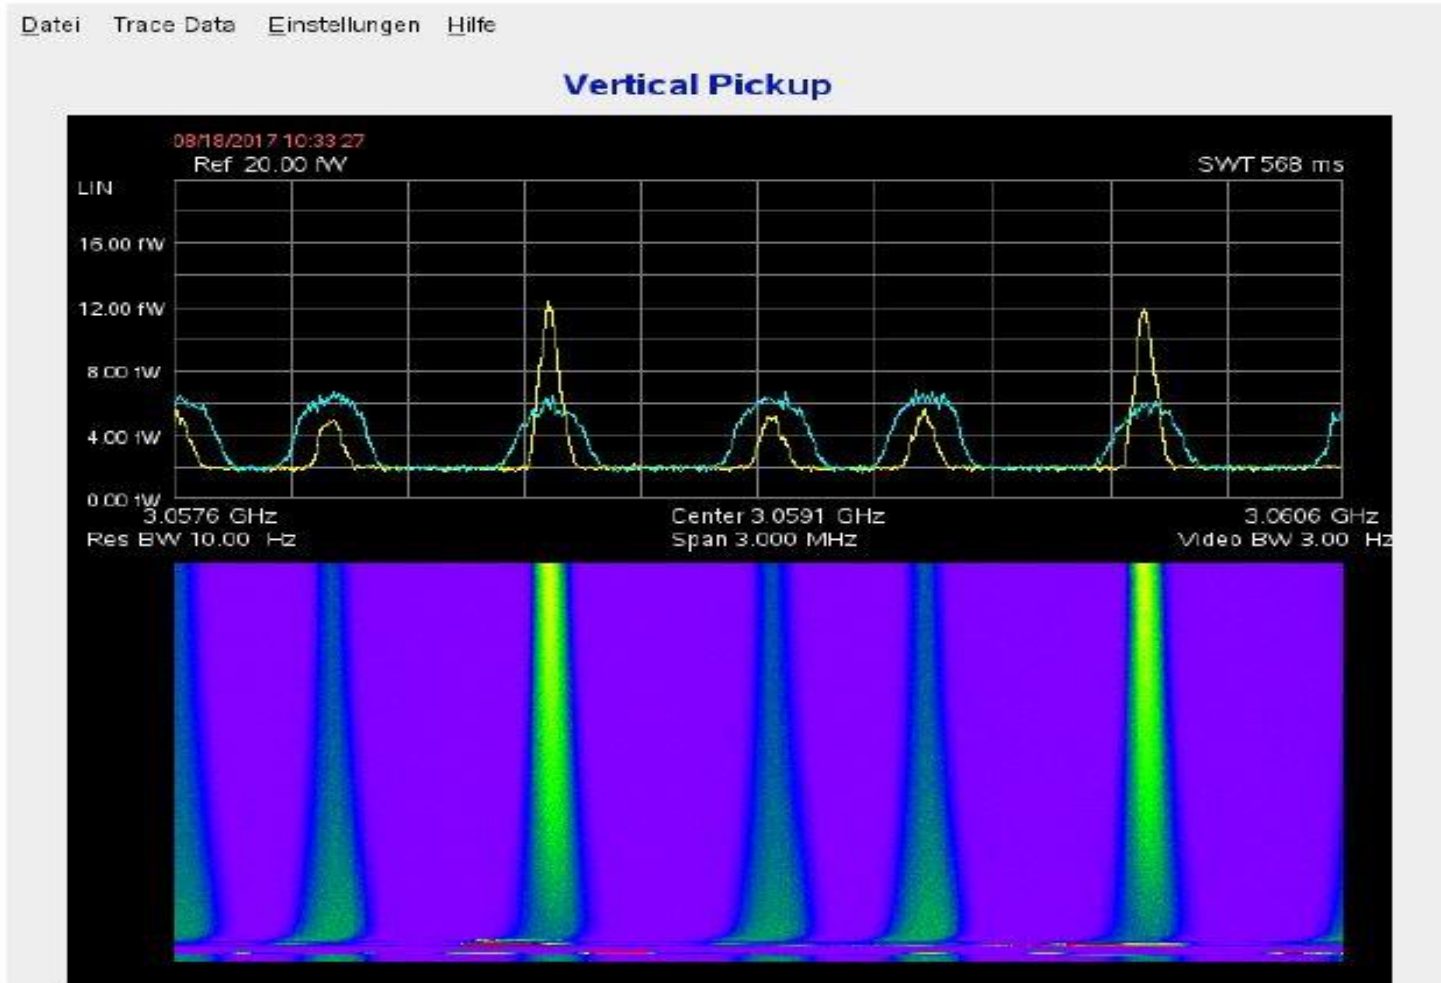 Datei Trace Data Einstellungen Hilfe
Vertical Pickup
08/18/2017 10:33:27
Ref 20.00 fW SWT 568 ms
LIN
16.00 fW
12.00 fW
8.00 fW
4.00 fW
0.00 fW
3.0576 GHz Center 3.0591 GHz 3.0606 GHz
Res BW 10.00 Hz Span 3.000 MHz Video BW 3.00 Hz